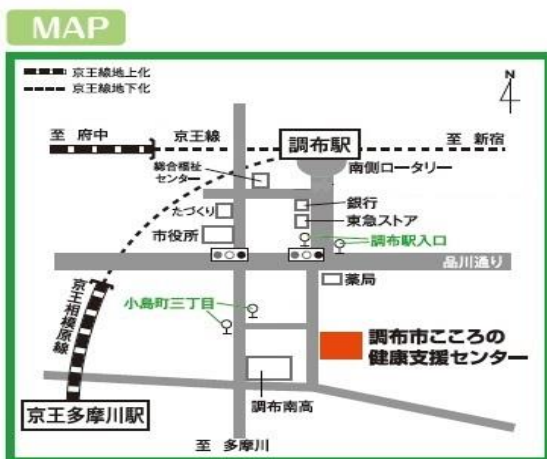 MAP
京王線地上化
京王線地下化
N
至 府中
京王線
調布駅
至 新宿
総合福祉
センター
南側ロータリー
たづくり
銀行
東急ストア
市役所
調布駅入口
品川通り
薬局
京王相模原線
小島町三丁目
調布市こころの
健康支援センター
京王多摩川駅
調布南高
至 多摩川